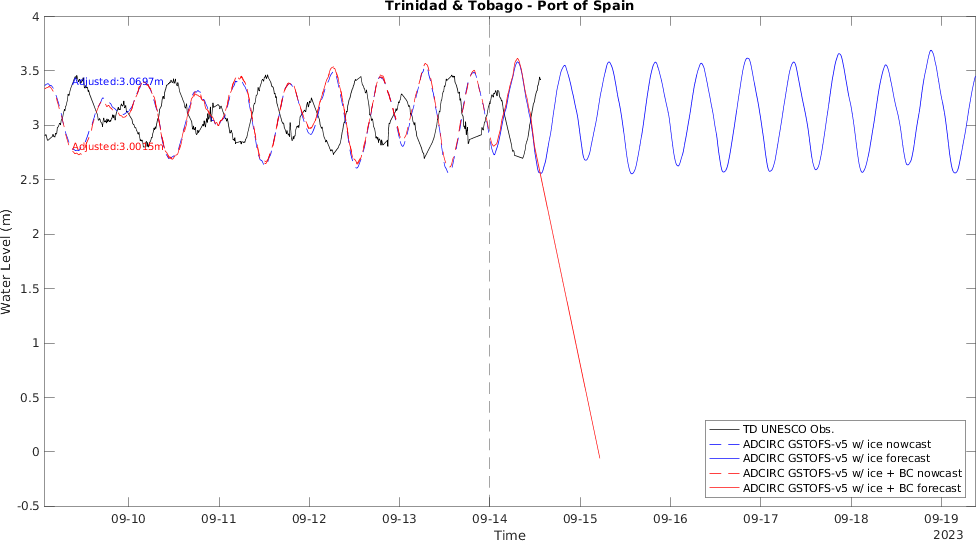 Trinidad & Tobago - Port of Spain
4
3.5
3
2.5
2
1.5
1
0.5
0
-0.5
Water Level (m)
Adjusted:3.0697m
TD UNESCO Obs.
ADCIRC GSTOFS-v5 w/ ice nowcast
ADCIRC GSTOFS-v5 w/ ice forecast
ADCIRC GSTOFS-v5 w/ ice + BC nowcast
ADCIRC GSTOFS-v5 w/ ice + BC forecast
09-10 09-11 09-12 09-13 09-14 09-15 09-16 09-17 09-18 09-19
Time
2023